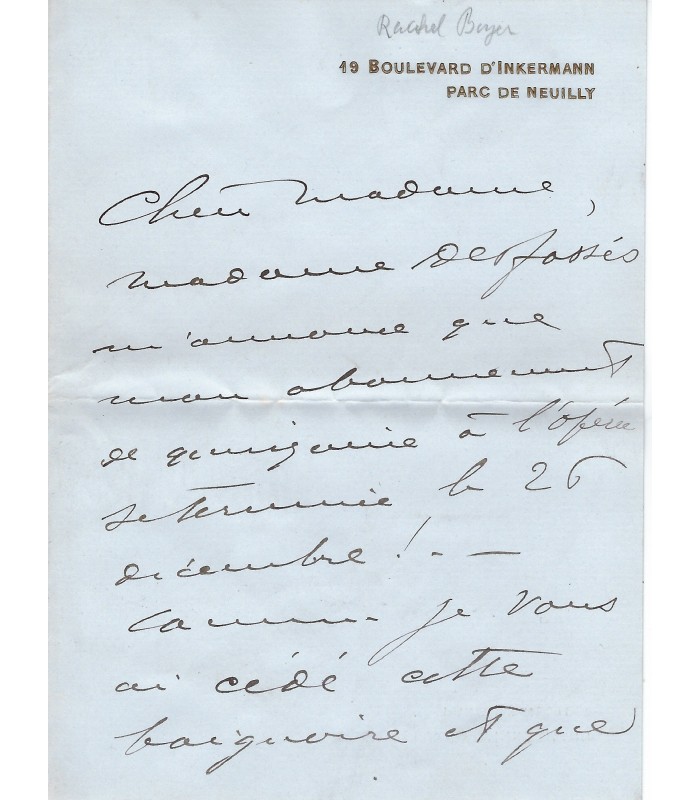 Rachel Boyer
19 BOULEVARD D'INKERMANN
PARC DE NEUILLY
Chère Madame,
Madame Desfossés
m'annonce que
mon abonnement
de quinzaine à l'opéra
se termine le 26
décembre ! . —
Comme je vous
ai cédé cette
baignoire et que